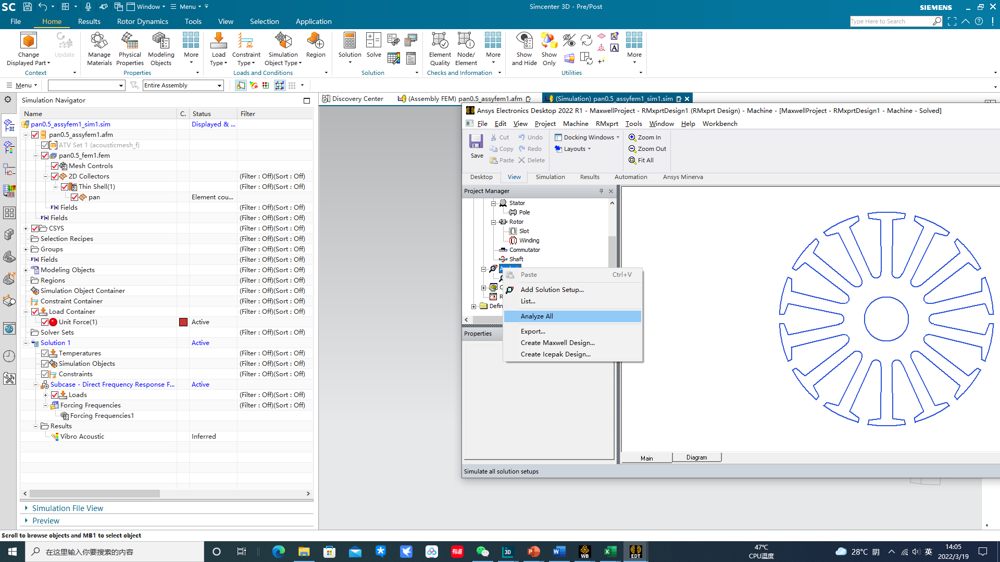 SC
Window
Menu
Simcenter 3D - Pre/Post
SIEMENS
File
Home
Results
Rotor Dynamics
Tools
View
Selection
Application
Type Here to Search
Change
Displayed Part
Update
Manage
Materials
Physical
Properties
Modeling
Objects
More
Load
Type
Constraint
Type
Simulation
Object Type
Region
Solution
Solve
Element
Quality
Node/
Element
More
Show
and Hide
Show
Only
More
Context
Properties
Loads and Conditions
Solution
Checks and Information
Utilities
Menu
Entire Assembly
Simulation Navigator
Discovery Center
(Assembly FEM) pan0.5_assyfem1.afm
(Simulation) pan0.5_assyfem1_sim1.sim
Name
C.
Status
Filter
pan0.5_assyfem1_sim1.sim
Displayed & ...
pan0.5_assyfem1.afm
ATV Set 1 (acousticmesh_f)
pan0.5_fem1.fem
Mesh Controls
2D Collectors
(Filter : Off)(Sort : Off)
Thin Shell(1)
(Filter : Off)(Sort : Off)
pan
Element cou...
Fields
(Filter : Off)(Sort : Off)
Fields
(Filter : Off)(Sort : Off)
CSYS
(Filter : Off)(Sort : Off)
Selection Recipes
(Filter : Off)(Sort : Off)
Groups
(Filter : Off)(Sort : Off)
Fields
(Filter : Off)(Sort : Off)
Modeling Objects
(Filter : Off)(Sort : Off)
Regions
(Filter : Off)(Sort : Off)
Simulation Object Container
(Filter : Off)(Sort : Off)
Constraint Container
(Filter : Off)(Sort : Off)
Load Container
(Filter : Off)(Sort : Off)
Unit Force(1)
Active
Solver Sets
(Filter : Off)(Sort : Off)
Solution 1
Active
Temperatures
(Filter : Off)(Sort : Off)
Simulation Objects
(Filter : Off)(Sort : Off)
Constraints
(Filter : Off)(Sort : Off)
Subcase - Direct Frequency Response F...
Active
Loads
(Filter : Off)(Sort : Off)
Forcing Frequencies
(Filter : Off)(Sort : Off)
Forcing Frequencies1
Results
Vibro Acoustic
Inferred
Simulation File View
Preview
Scroll to browse objects and MB1 to select object
Ansys Electronics Desktop 2022 R1 - MaxwellProject - RMxprtDesign1 (RMxprt Design) - Machine - [MaxwellProject - RMxprtDesign1 - Machine - Solved]
File
Edit
View
Project
Machine
RMxprt
Tools
Window
Help
Workbench
Save
Cut
Copy
Paste
Undo
Redo
Delete
Docking Windows
Layouts
Zoom In
Zoom Out
Fit All
Desktop
View
Simulation
Results
Automation
Ansys Minerva
Project Manager
Stator
Pole
Rotor
Slot
Winding
Commutator
Shaft
Defin
Properties
Paste
Ctrl+V
Add Solution Setup...
List...
Analyze All
Export...
Create Maxwell Design...
Create Icepak Design...
Main
Diagram
Simulate all solution setups
在这里输入你要搜索的内容
有道
3D
WB
EDT
47℃
CPU温度
28°C 阴
英
14:05
2022/3/19